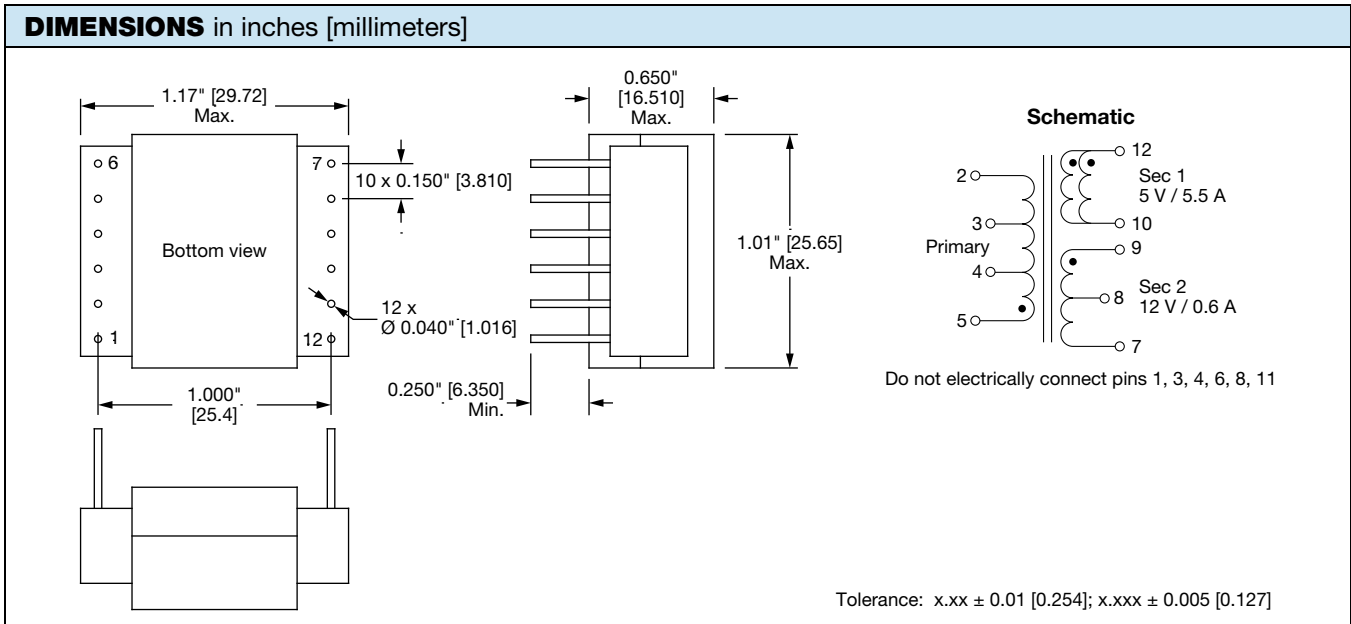 DIMENSIONS in inches [millimeters]
1.17" [29.72]
Max.
6
7
10 x 0.150" [3.810]
Bottom view
12 x
Ø 0.040" [1.016]
1
12
1.000"
[25.4]
0.650"
[16.510]
Max.
1.01" [25.65]
Max.
0.250" [6.350]
Min.
Schematic
2
3
Primary
4
5
12
Sec 1
5 V / 5.5 A
10
9
8
Sec 2
12 V / 0.6 A
7
Do not electrically connect pins 1, 3, 4, 6, 8, 11
Tolerance: x.xx ± 0.01 [0.254]; x.xxx ± 0.005 [0.127]